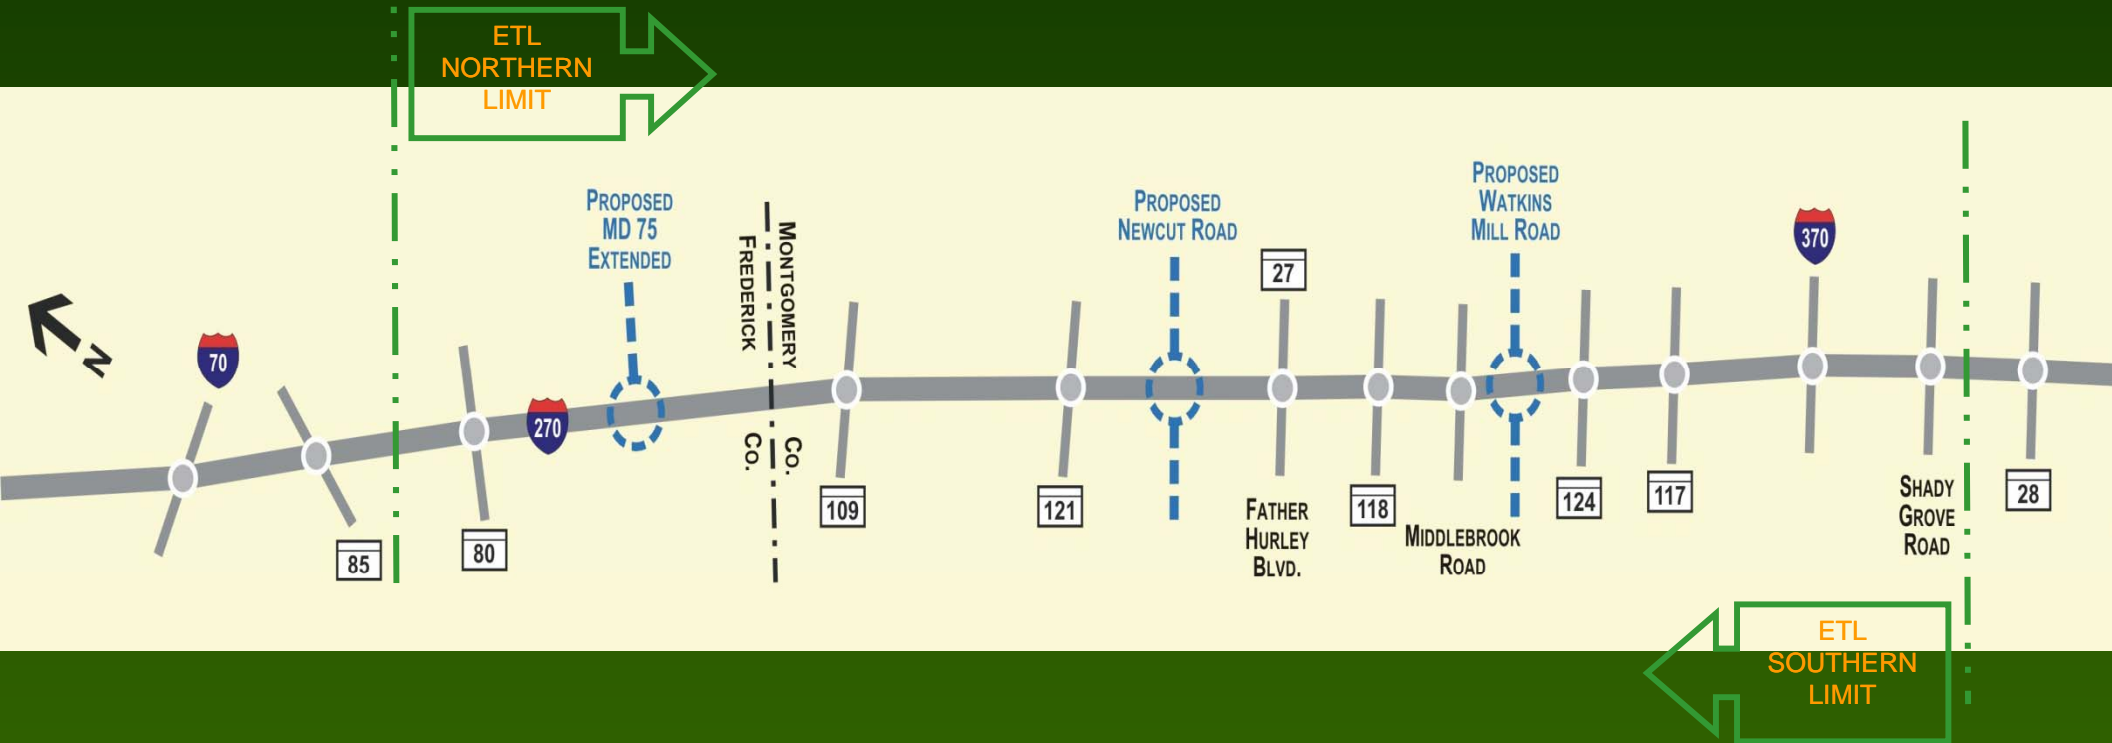 ETL
NORTHERN
LIMIT
PROPOSED
MD 75
EXTENDED
MONTGOMERY CO.
FREDERICK CO.
PROPOSED
NEWCUT ROAD
PROPOSED
WATKINS
MILL ROAD
27
370
N
70
270
85
80
109
121
FATHER
HURLEY
BLVD.
118
MIDDLEBROOK
ROAD
124
117
SHADY
GROVE
ROAD
28
ETL
SOUTHERN
LIMIT